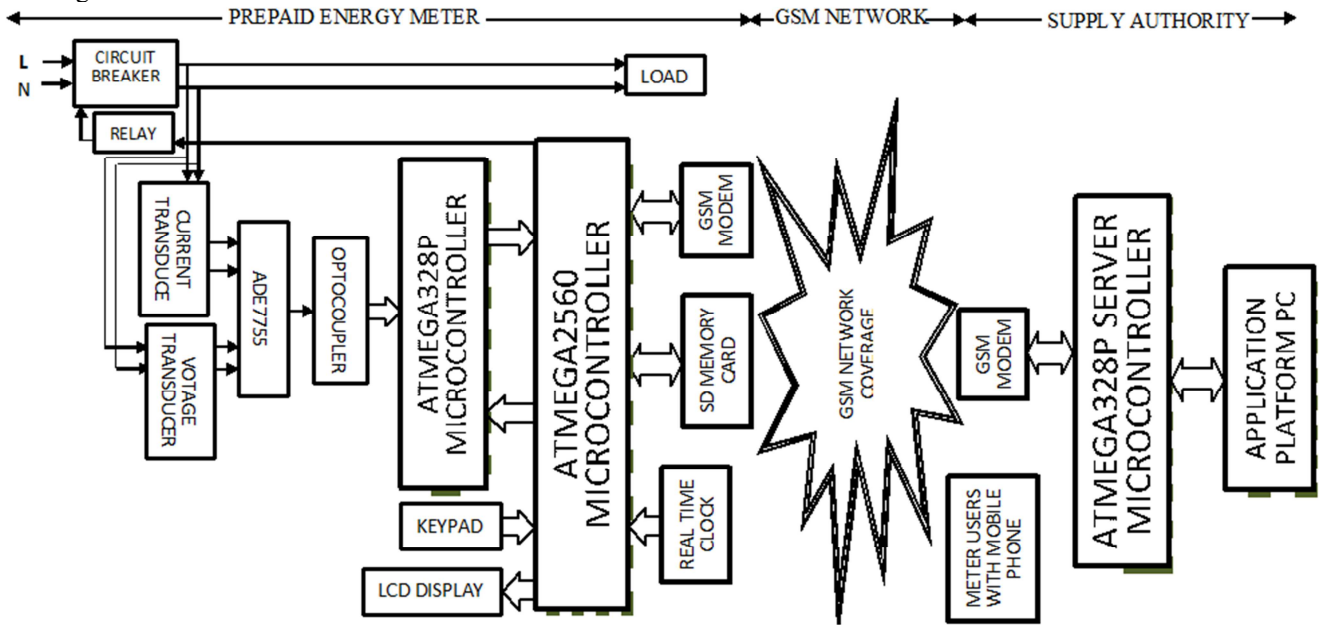 PREPAID ENERGY METER
GSM NETWORK
SUPPLY AUTHORITY
L
N
CIRCUIT
BREAKER
LOAD
RELAY
CURRENT
TRANSDUCE
VOTAGE
TRANSDUCER
ADE7755
OPTOCOUPLER
ATMEGA328P
MICROCONTROLLER
ATMEGA2560
MICROCONTROLLER
KEYPAD
LCD DISPLAY
GSM
MODEM
SD MEMORY
CARD
REAL TIME
CLOCK
GSM NETWORK
COVERAGE
GSM
MODEM
METER USERS
WITH MOBILE
PHONE
ATMEGA328P SERVER
MICROCONTROLLER
APPLICATION
PLATFORM PC